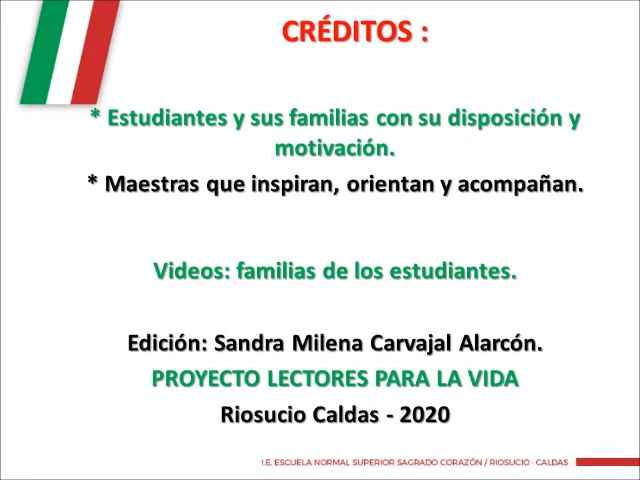 CRÉDITOS :
* Estudiantes y sus familias con su disposición y
motivación.
* Maestras que inspiran, orientan y acompañan.
Videos: familias de los estudiantes.
Edición: Sandra Milena Carvajal Alarcón.
PROYECTO LECTORES PARA LA VIDA
Riosucio Caldas - 2020
I.E. ESCUELA NORMAL SUPERIOR SAGRADO CORAZÓN / RIOSUCIO - CALDAS